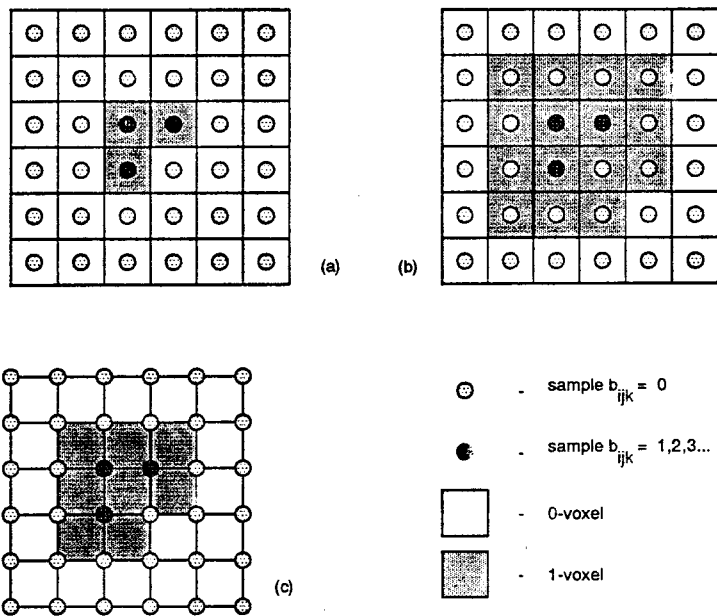 (a)
(b)
(c)
- sample b_ijk = 0
- sample b_ijk = 1,2,3...
- 0-voxel
- 1-voxel